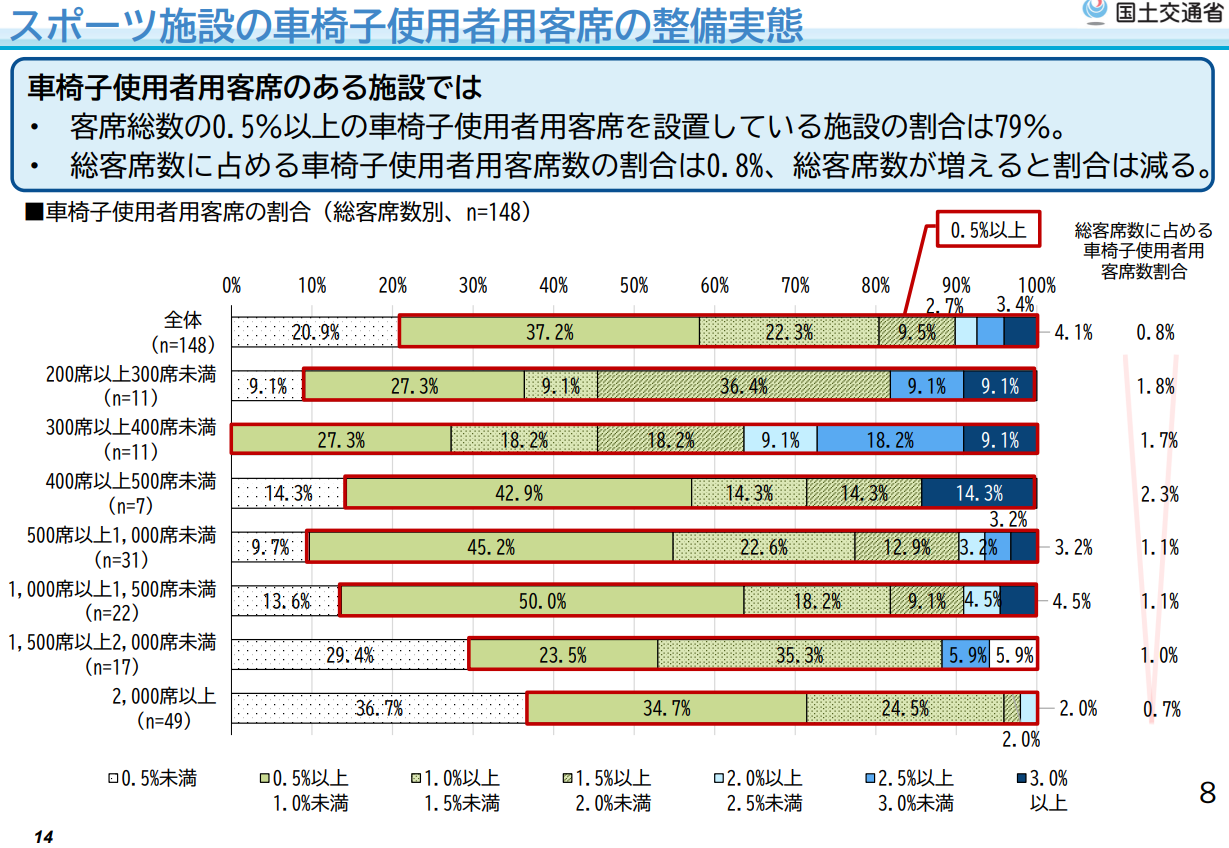 スポーツ施設の車椅子使用者用客席の整備実態
国土交通省
車椅子使用者用客席のある施設では
・ 客席総数の0.5%以上の車椅子使用者用客席を設置している施設の割合は79%。
・ 総客席数に占める車椅子使用者用客席数の割合は0.8%、総客席数が増えると割合は減る。
■車椅子使用者用客席の割合（総客席数別、n=148）
0.5%以上
総客席数に占める
車椅子使用者用
客席数割合
0% 10% 20% 30% 40% 50% 60% 70% 80% 90% 100%
2.7% 3.4%
全体
（n=148）
20.9% 37.2% 22.3% 9.5% 4.1% 0.8%
200席以上300席未満
（n=11）
9.1% 27.3% 9.1% 36.4% 9.1% 9.1% 1.8%
300席以上400席未満
（n=11）
27.3% 18.2% 18.2% 9.1% 18.2% 9.1% 1.7%
400席以上500席未満
（n=7）
14.3% 42.9% 14.3% 14.3% 14.3% 2.3%
3.2%
500席以上1,000席未満
（n=31）
9.7% 45.2% 22.6% 12.9% 3.2% 3.2% 1.1%
1,000席以上1,500席未満
（n=22）
13.6% 50.0% 18.2% 9.1% 4.5% 4.5% 1.1%
1,500席以上2,000席未満
（n=17）
29.4% 23.5% 35.3% 5.9% 5.9% 1.0%
2,000席以上
（n=49）
36.7% 34.7% 24.5% 2.0% 0.7%
2.0%
0.5%未満 0.5%以上 1.0%以上 1.5%以上 2.0%以上 2.5%以上 3.0%
1.0%未満 1.5%未満 2.0%未満 2.5%未満 3.0%未満 以上
8
14